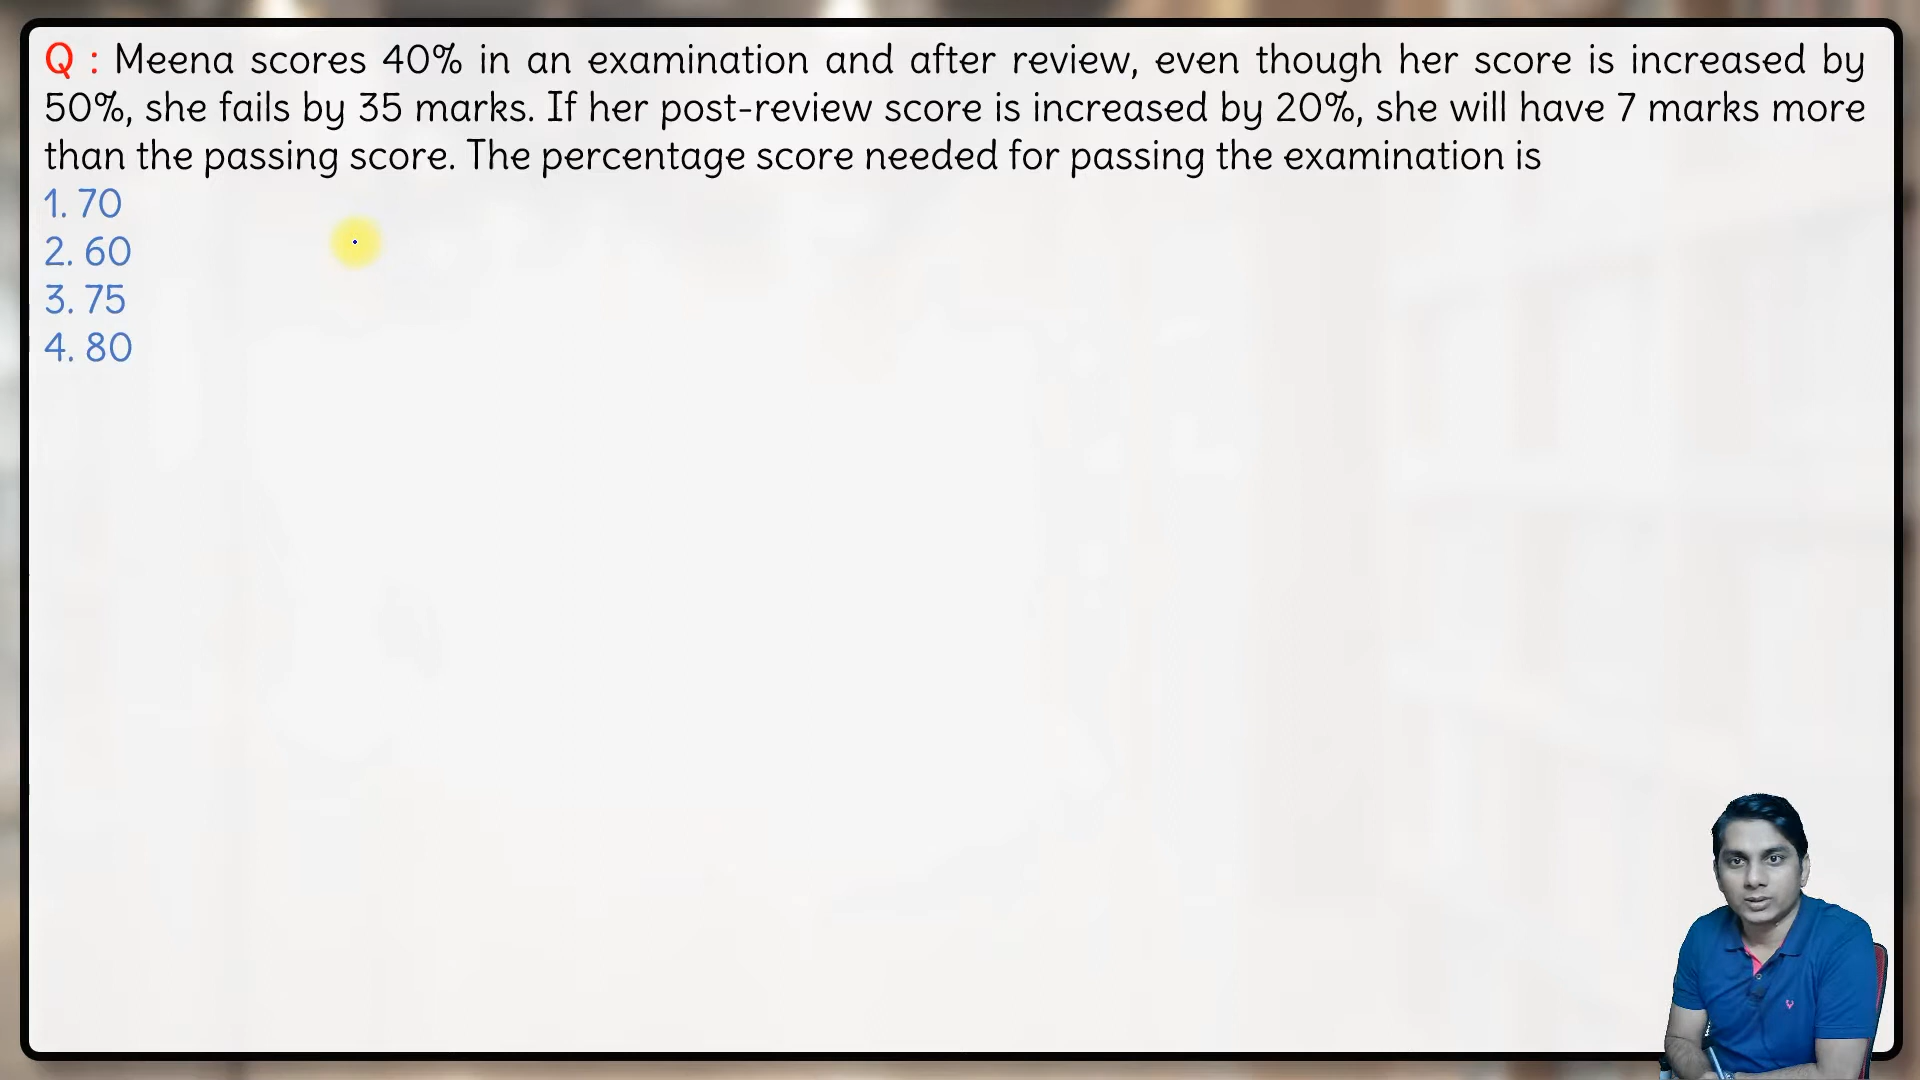 Q : Meena scores 40% in an examination and after review, even though her score is increased by
50%, she fails by 35 marks. If her post-review score is increased by 20%, she will have 7 marks more
than the passing score. The percentage score needed for passing the examination is
1. 70
2. 60
3. 75
4. 80